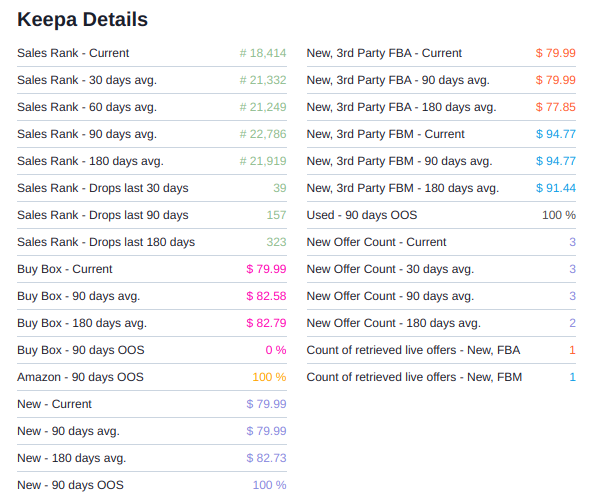 Keepa Details
Sales Rank - Current # 18,414
Sales Rank - 30 days avg. # 21,332
Sales Rank - 60 days avg. # 21,249
Sales Rank - 90 days avg. # 22,786
Sales Rank - 180 days avg. # 21,919
Sales Rank - Drops last 30 days 39
Sales Rank - Drops last 90 days 157
Sales Rank - Drops last 180 days 323
Buy Box - Current $ 79.99
Buy Box - 90 days avg. $ 82.58
Buy Box - 180 days avg. $ 82.79
Buy Box - 90 days OOS 0 %
Amazon - 90 days OOS 100 %
New - Current $ 79.99
New - 90 days avg. $ 79.99
New - 180 days avg. $ 82.73
New - 90 days OOS 100 %
New, 3rd Party FBA - Current $ 79.99
New, 3rd Party FBA - 90 days avg. $ 79.99
New, 3rd Party FBA - 180 days avg. $ 77.85
New, 3rd Party FBM - Current $ 94.77
New, 3rd Party FBM - 90 days avg. $ 94.77
New, 3rd Party FBM - 180 days avg. $ 91.44
Used - 90 days OOS 100 %
New Offer Count - Current 3
New Offer Count - 30 days avg. 3
New Offer Count - 90 days avg. 3
New Offer Count - 180 days avg. 2
Count of retrieved live offers - New, FBA 1
Count of retrieved live offers - New, FBM 1